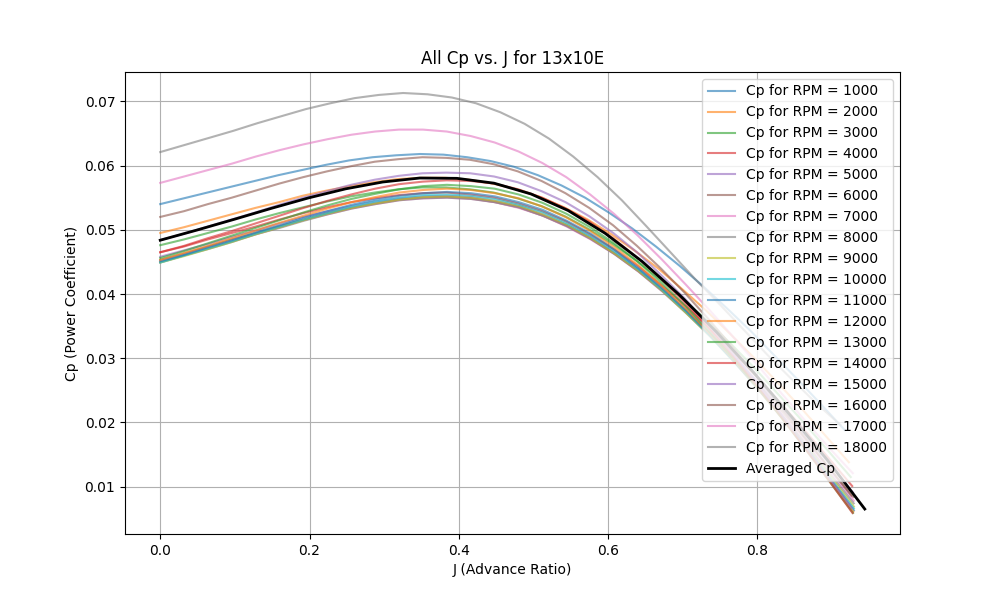 All Cp vs. J for 13x10E
Cp (Power Coefficient)
0.07
0.06
0.05
0.04
0.03
0.02
0.01
0.0
0.2
0.4
0.6
0.8
J (Advance Ratio)
Cp for RPM = 1000
Cp for RPM = 2000
Cp for RPM = 3000
Cp for RPM = 4000
Cp for RPM = 5000
Cp for RPM = 6000
Cp for RPM = 7000
Cp for RPM = 8000
Cp for RPM = 9000
Cp for RPM = 10000
Cp for RPM = 11000
Cp for RPM = 12000
Cp for RPM = 13000
Cp for RPM = 14000
Cp for RPM = 15000
Cp for RPM = 16000
Cp for RPM = 17000
Cp for RPM = 18000
Averaged Cp